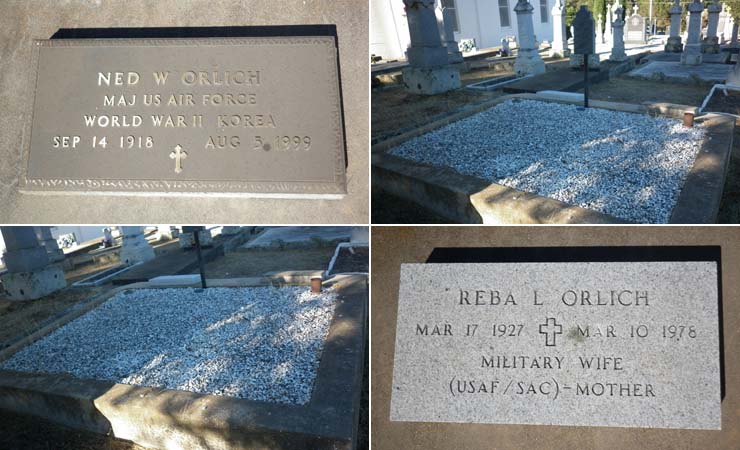 NED W ORLICH
MAJ US AIR FORCE
WORLD WAR II KOREA
SEP 14 1918 AUG 3 1999
REBA L ORLICH
MAR 17 1927 MAR 10 1978
MILITARY WIFE
(USAF/SAC)-MOTHER